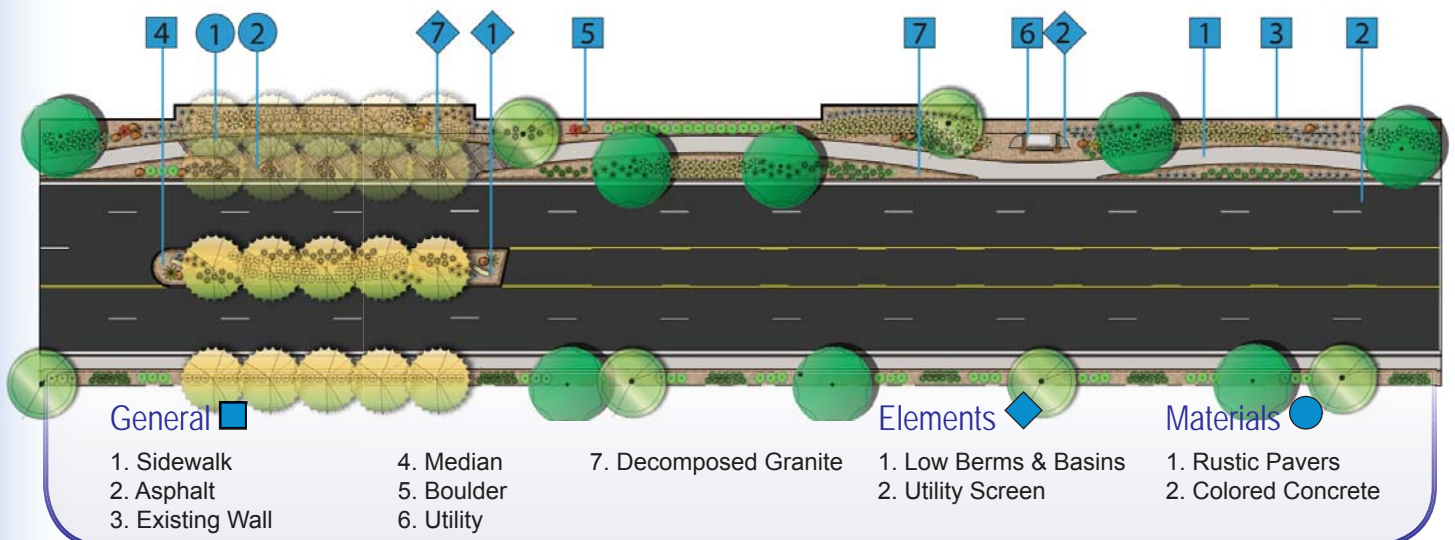 4 1 2 7 1 5 7 6 2 1 3 2
General Elements Materials
1. Sidewalk 4. Median 7. Decomposed Granite 1. Low Berms & Basins 1. Rustic Pavers
2. Asphalt 5. Boulder 2. Utility Screen 2. Colored Concrete
3. Existing Wall 6. Utility